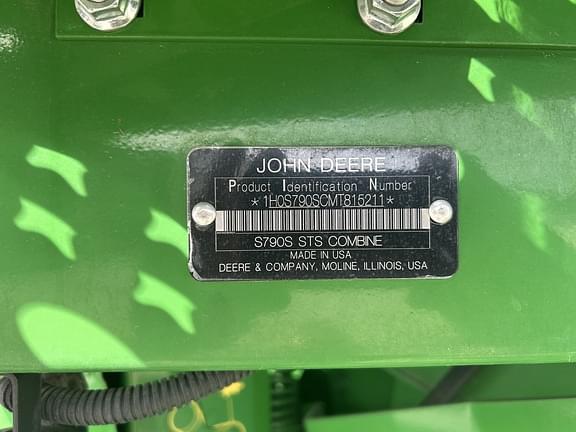 JOHN DEERE
Product Identification Number
*1H0S790SCMT815211*
S790S STS COMBINE
MADE IN USA
DEERE & COMPANY, MOLINE, ILLINOIS, USA